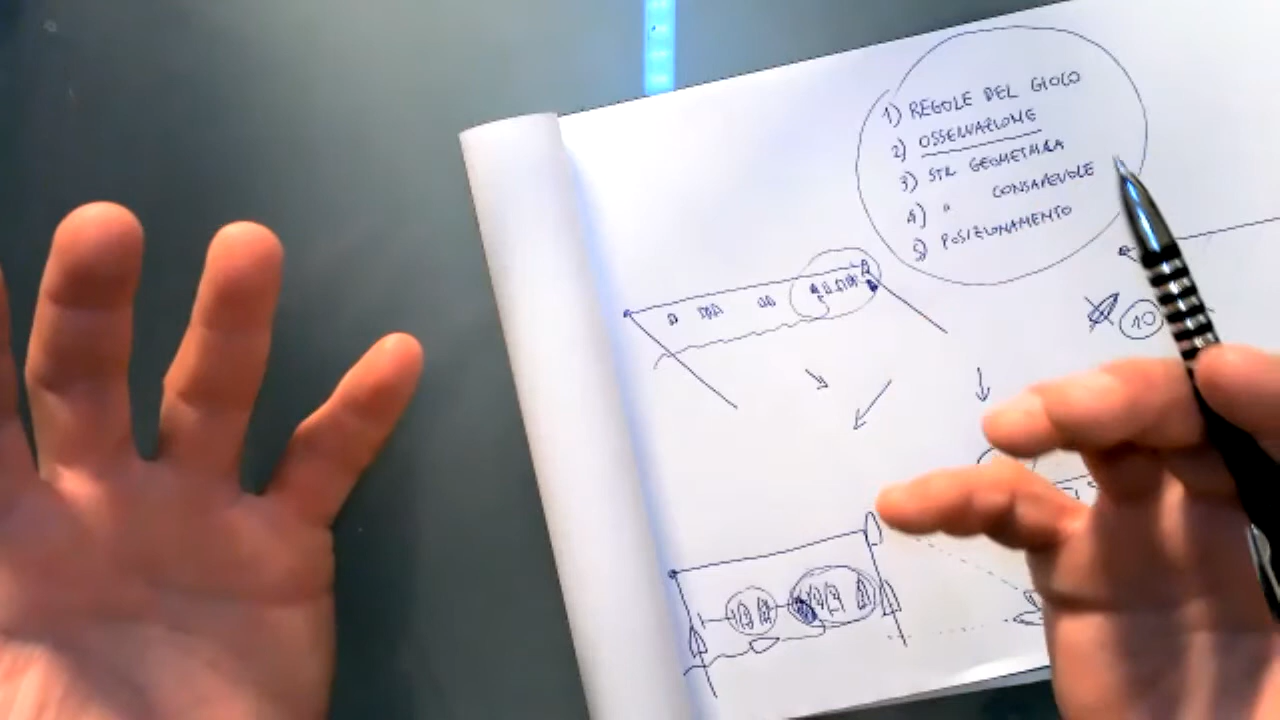 1) REGOLE DEL GIOCO
2) OSSERVAZIONE
3) STR GEOMETRICA
4) " CONSAPEVOLE
5) POSIZIONAMENTO
10